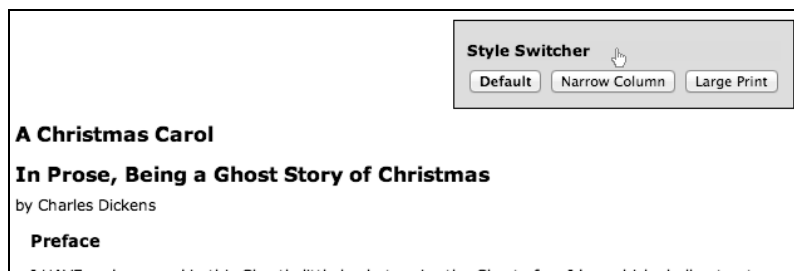 Style Switcher
Default Narrow Column Large Print
A Christmas Carol
In Prose, Being a Ghost Story of Christmas
by Charles Dickens
Preface